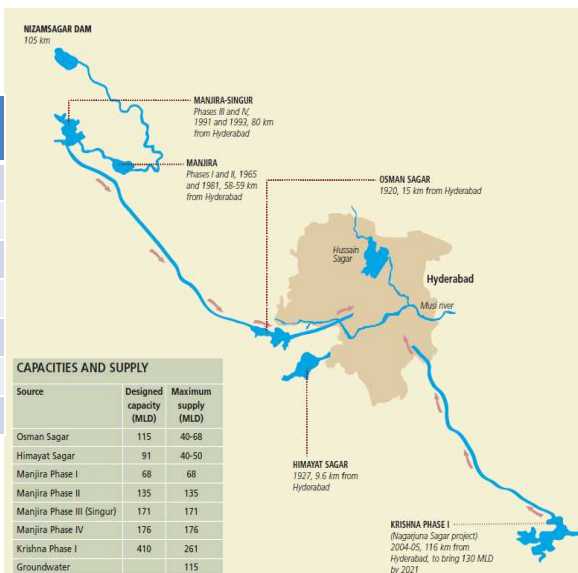 NIZAMSAGAR DAM
105 km
MANJIRA-SINGUR
Phases III and IV,
1991 and 1993, 80 km
from Hyderabad
MANJIRA
Phases I and II, 1965
and 1981, 58-59 km
from Hyderabad
OSMAN SAGAR
1920, 15 km from Hyderabad
Hussain
Sagar
Hyderabad
Musi river
HIMAYAT SAGAR
1927, 9.6 km from
Hyderabad
KRISHNA PHASE I
(Nagarjuna Sagar project)
2004-05, 116 km from
Hyderabad, to bring 130 MLD
by 2021
CAPACITIES AND SUPPLY
Source Designed capacity (MLD) Maximum supply (MLD)
Osman Sagar 115 40-68
Himayat Sagar 91 40-50
Manjira Phase I 68 68
Manjira Phase II 135 135
Manjira Phase III (Singur) 171 171
Manjira Phase IV 176 176
Krishna Phase I 410 261
Groundwater 115